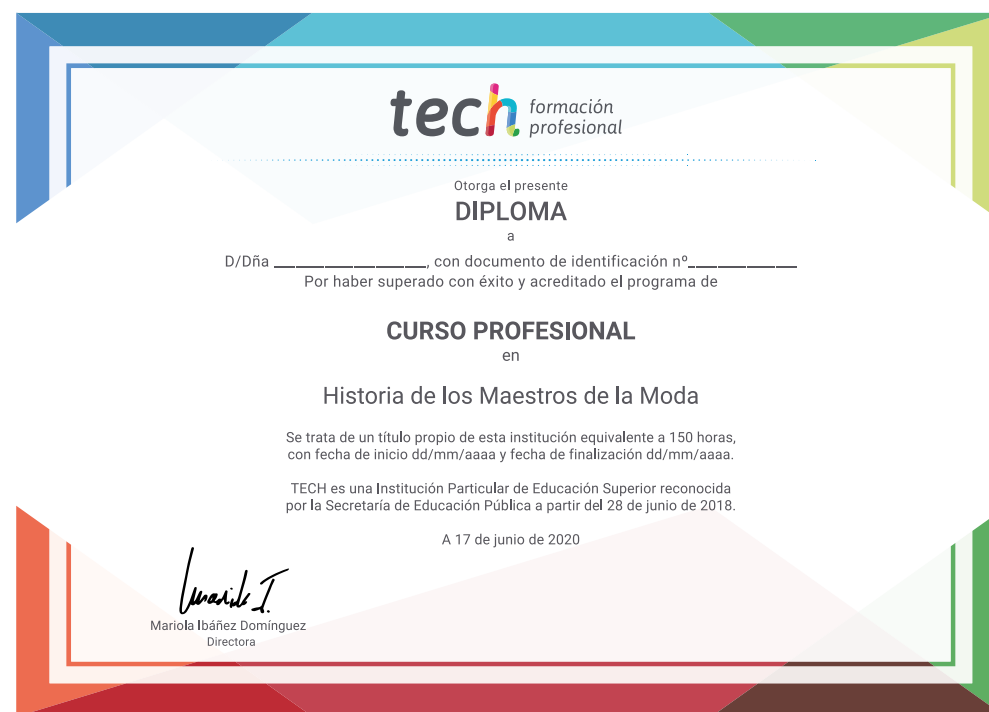 tech formación
profesional
Otorga el presente
DIPLOMA
a
D/Dña ______________, con documento de identificación nº__________
Por haber superado con éxito y acreditado el programa de
CURSO PROFESIONAL
en
Historia de los Maestros de la Moda
Se trata de un título propio de esta institución equivalente a 150 horas,
con fecha de inicio dd/mm/aaaa y fecha de finalización dd/mm/aaaa.
TECH es una Institución Particular de Educación Superior reconocida
por la Secretaría de Educación Pública a partir del 28 de junio de 2018.
A 17 de junio de 2020
Mariola Ibáñez Domínguez
Directora